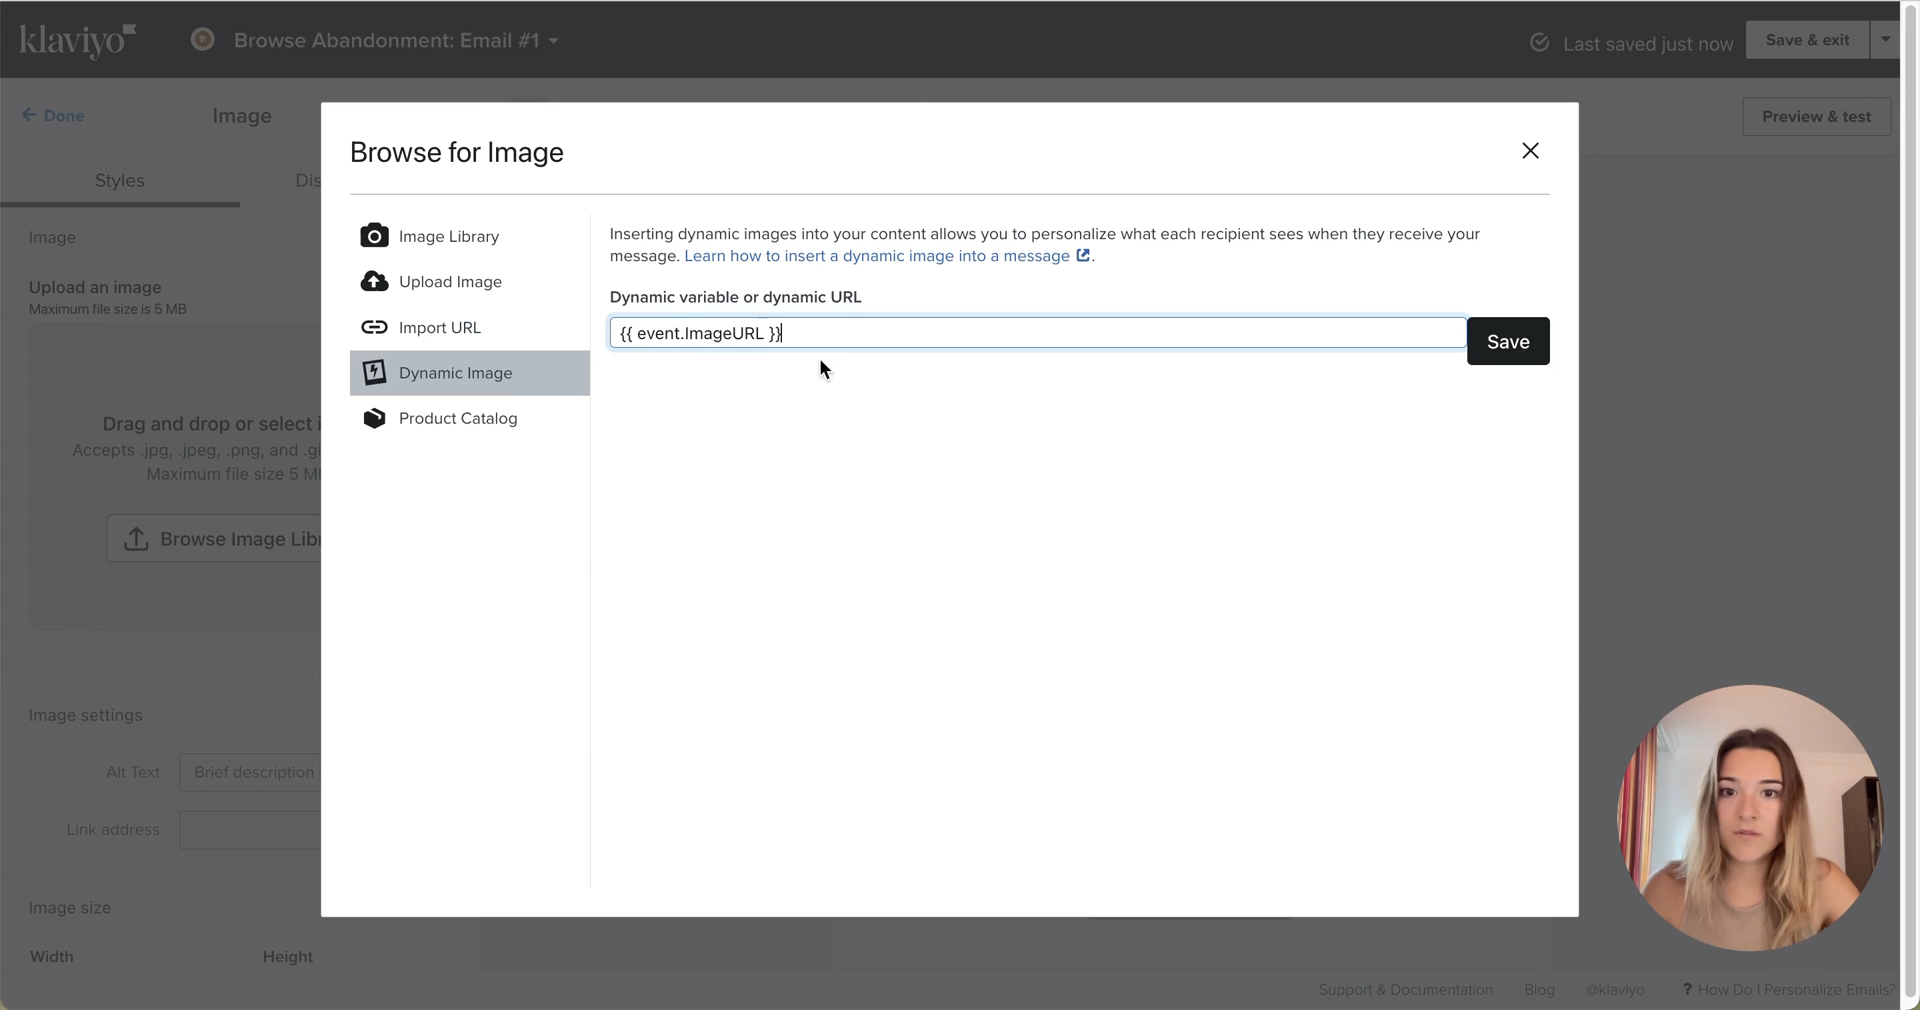 klaviyo
Browse Abandonment: Email #1
Last saved just now
Save & exit
Done
Image
Preview & test
Styles
Dis
Image
Upload an image
Maximum file size is 5 MB
Drag and drop or select i
Accepts .jpg, .jpeg, .png, and .gi
Maximum file size 5 M
Browse Image Libr
Image settings
Alt Text
Brief description
Link address
Image size
Width
Height
Browse for Image
Image Library
Upload Image
Import URL
Dynamic Image
Product Catalog
Inserting dynamic images into your content allows you to personalize what each recipient sees when they receive your
message. Learn how to insert a dynamic image into a message .
Dynamic variable or dynamic URL
{{ event.ImageURL }}
Save
Support & Documentation
Blog
@klaviyo
? How Do I Personalize Emails?